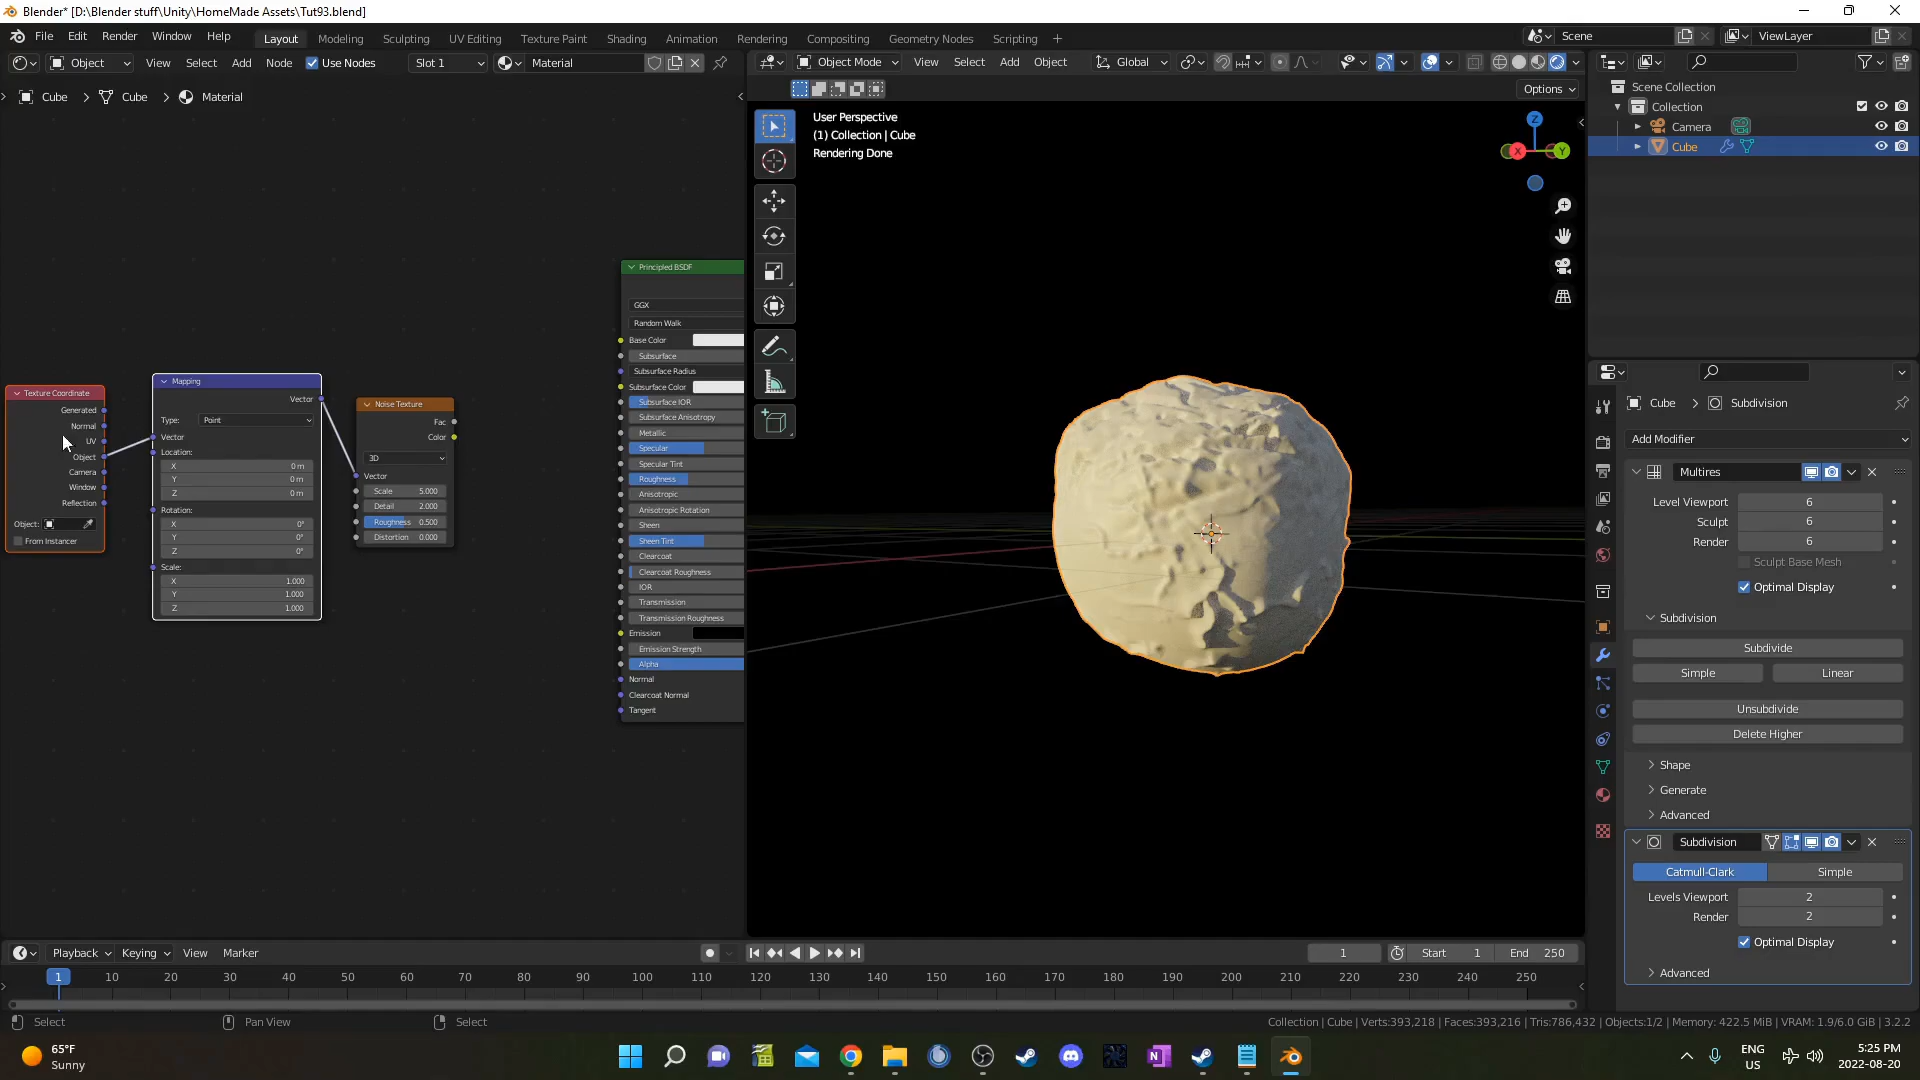 Blender* [D:\Blender stuff\Unity\HomeMade Assets\Tut93.blend]
File Edit Render Window Help Layout Modeling Sculpting UV Editing Texture Paint Shading Animation Rendering Compositing Geometry Nodes Scripting + Scene ViewLayer
Object View Select Add Node Use Nodes Slot 1 Material
Object Mode View Select Add Object Global
Options
Cube > Cube > Material
User Perspective
(1) Collection | Cube
Rendering Done
Z
X
Y
Scene Collection
Collection
Camera
Cube
Texture Coordinate
Generated
Normal
UV
Object
Camera
Window
Reflection
Object:
From Instancer
Mapping
Vector
Type: Point
Vector
Location:
X 0 m
Y 0 m
Z 0 m
Rotation:
X 0°
Y 0°
Z 0°
Scale:
X 1.000
Y 1.000
Z 1.000
Noise Texture
Fac
Color
3D
Vector
Scale 5.000
Detail 2.000
Roughness 0.500
Distortion 0.000
Principled BSDF
GGX
Random Walk
Base Color
Subsurface
Subsurface Radius
Subsurface Color
Subsurface IOR
Subsurface Anisotropy
Metallic
Specular
Specular Tint
Roughness
Anisotropic
Anisotropic Rotation
Sheen
Sheen Tint
Clearcoat
Clearcoat Roughness
IOR
Transmission
Transmission Roughness
Emission
Emission Strength
Alpha
Normal
Clearcoat Normal
Tangent
Cube > Subdivision
Add Modifier
Multires
Level Viewport 6
Sculpt 6
Render 6
Sculpt Base Mesh
Optimal Display
Subdivision
Subdivide
Simple Linear
Unsubdivide
Delete Higher
Shape
Generate
Advanced
Subdivision
Catmull-Clark Simple
Levels Viewport 2
Render 2
Optimal Display
Advanced
Playback Keying View Marker 1 Start 1 End 250
1 10 20 30 40 50 60 70 80 90 100 110 120 130 140 150 160 170 180 190 200 210 220 230 240 250
Select Pan View Select Collection | Cube | Verts:393,218 | Faces:393,216 | Tris:786,432 | Objects:1/2 | Memory: 422.5 MiB | VRAM: 1.9/6.0 GiB | 3.2.2
65°F
Sunny
ENG
US
5:25 PM
2022-08-20